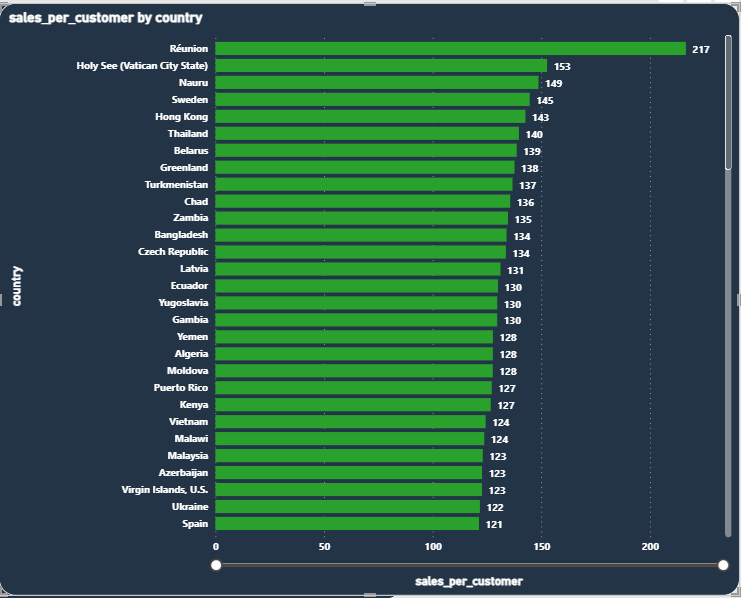 sales_per_customer by country
Réunion 217
Holy See (Vatican City State) 153
Nauru 149
Sweden 145
Hong Kong 143
Thailand 140
Belarus 139
Greenland 138
Turkmenistan 137
Chad 136
Zambia 135
Bangladesh 134
Czech Republic 134
Latvia 131
Ecuador 130
Yugoslavia 130
Gambia 130
Yemen 128
Algeria 128
Moldova 128
Puerto Rico 127
Kenya 127
Vietnam 124
Malawi 124
Malaysia 123
Azerbaijan 123
Virgin Islands, U.S. 123
Ukraine 122
Spain 121
country
0 50 100 150 200
sales_per_customer